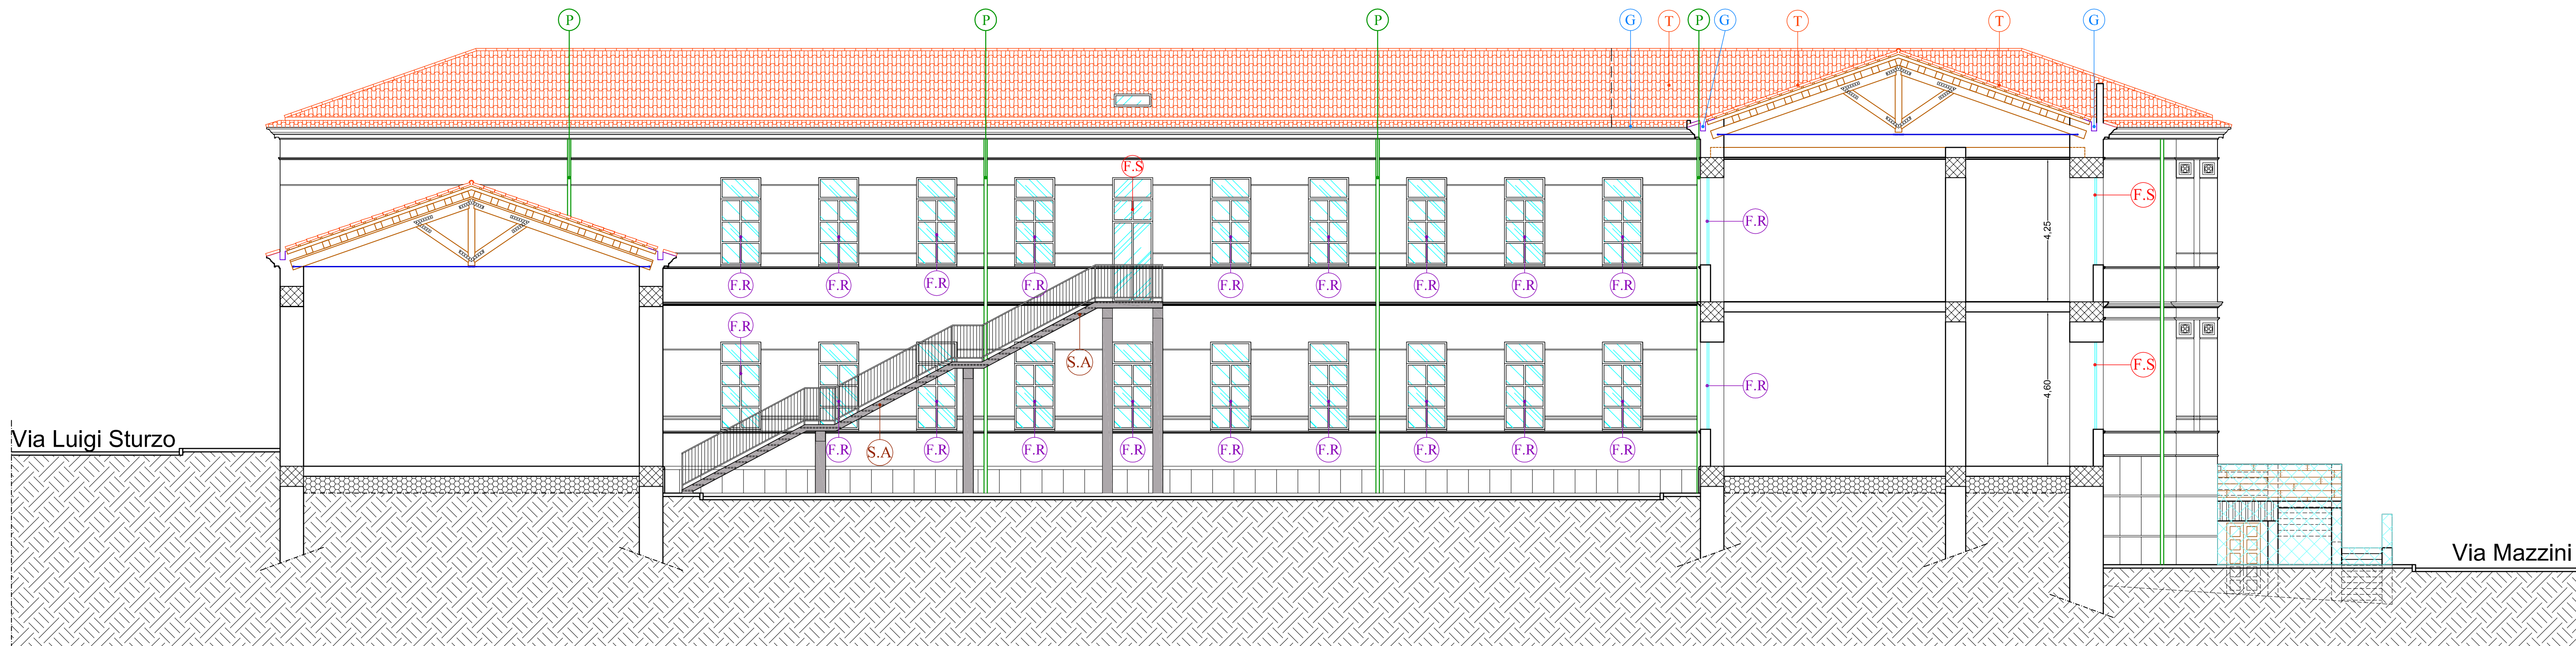 P P P G T P G T T G
F.S
F.S
F.R
4,25
F.R F.R F.R F.R F.R F.R F.R F.R F.R
F.R
S.A
F.S
F.R
4,60
Via Luigi Sturzo
F.R S.A F.R F.R F.R F.R F.R F.R F.R F.R
Via Mazzini